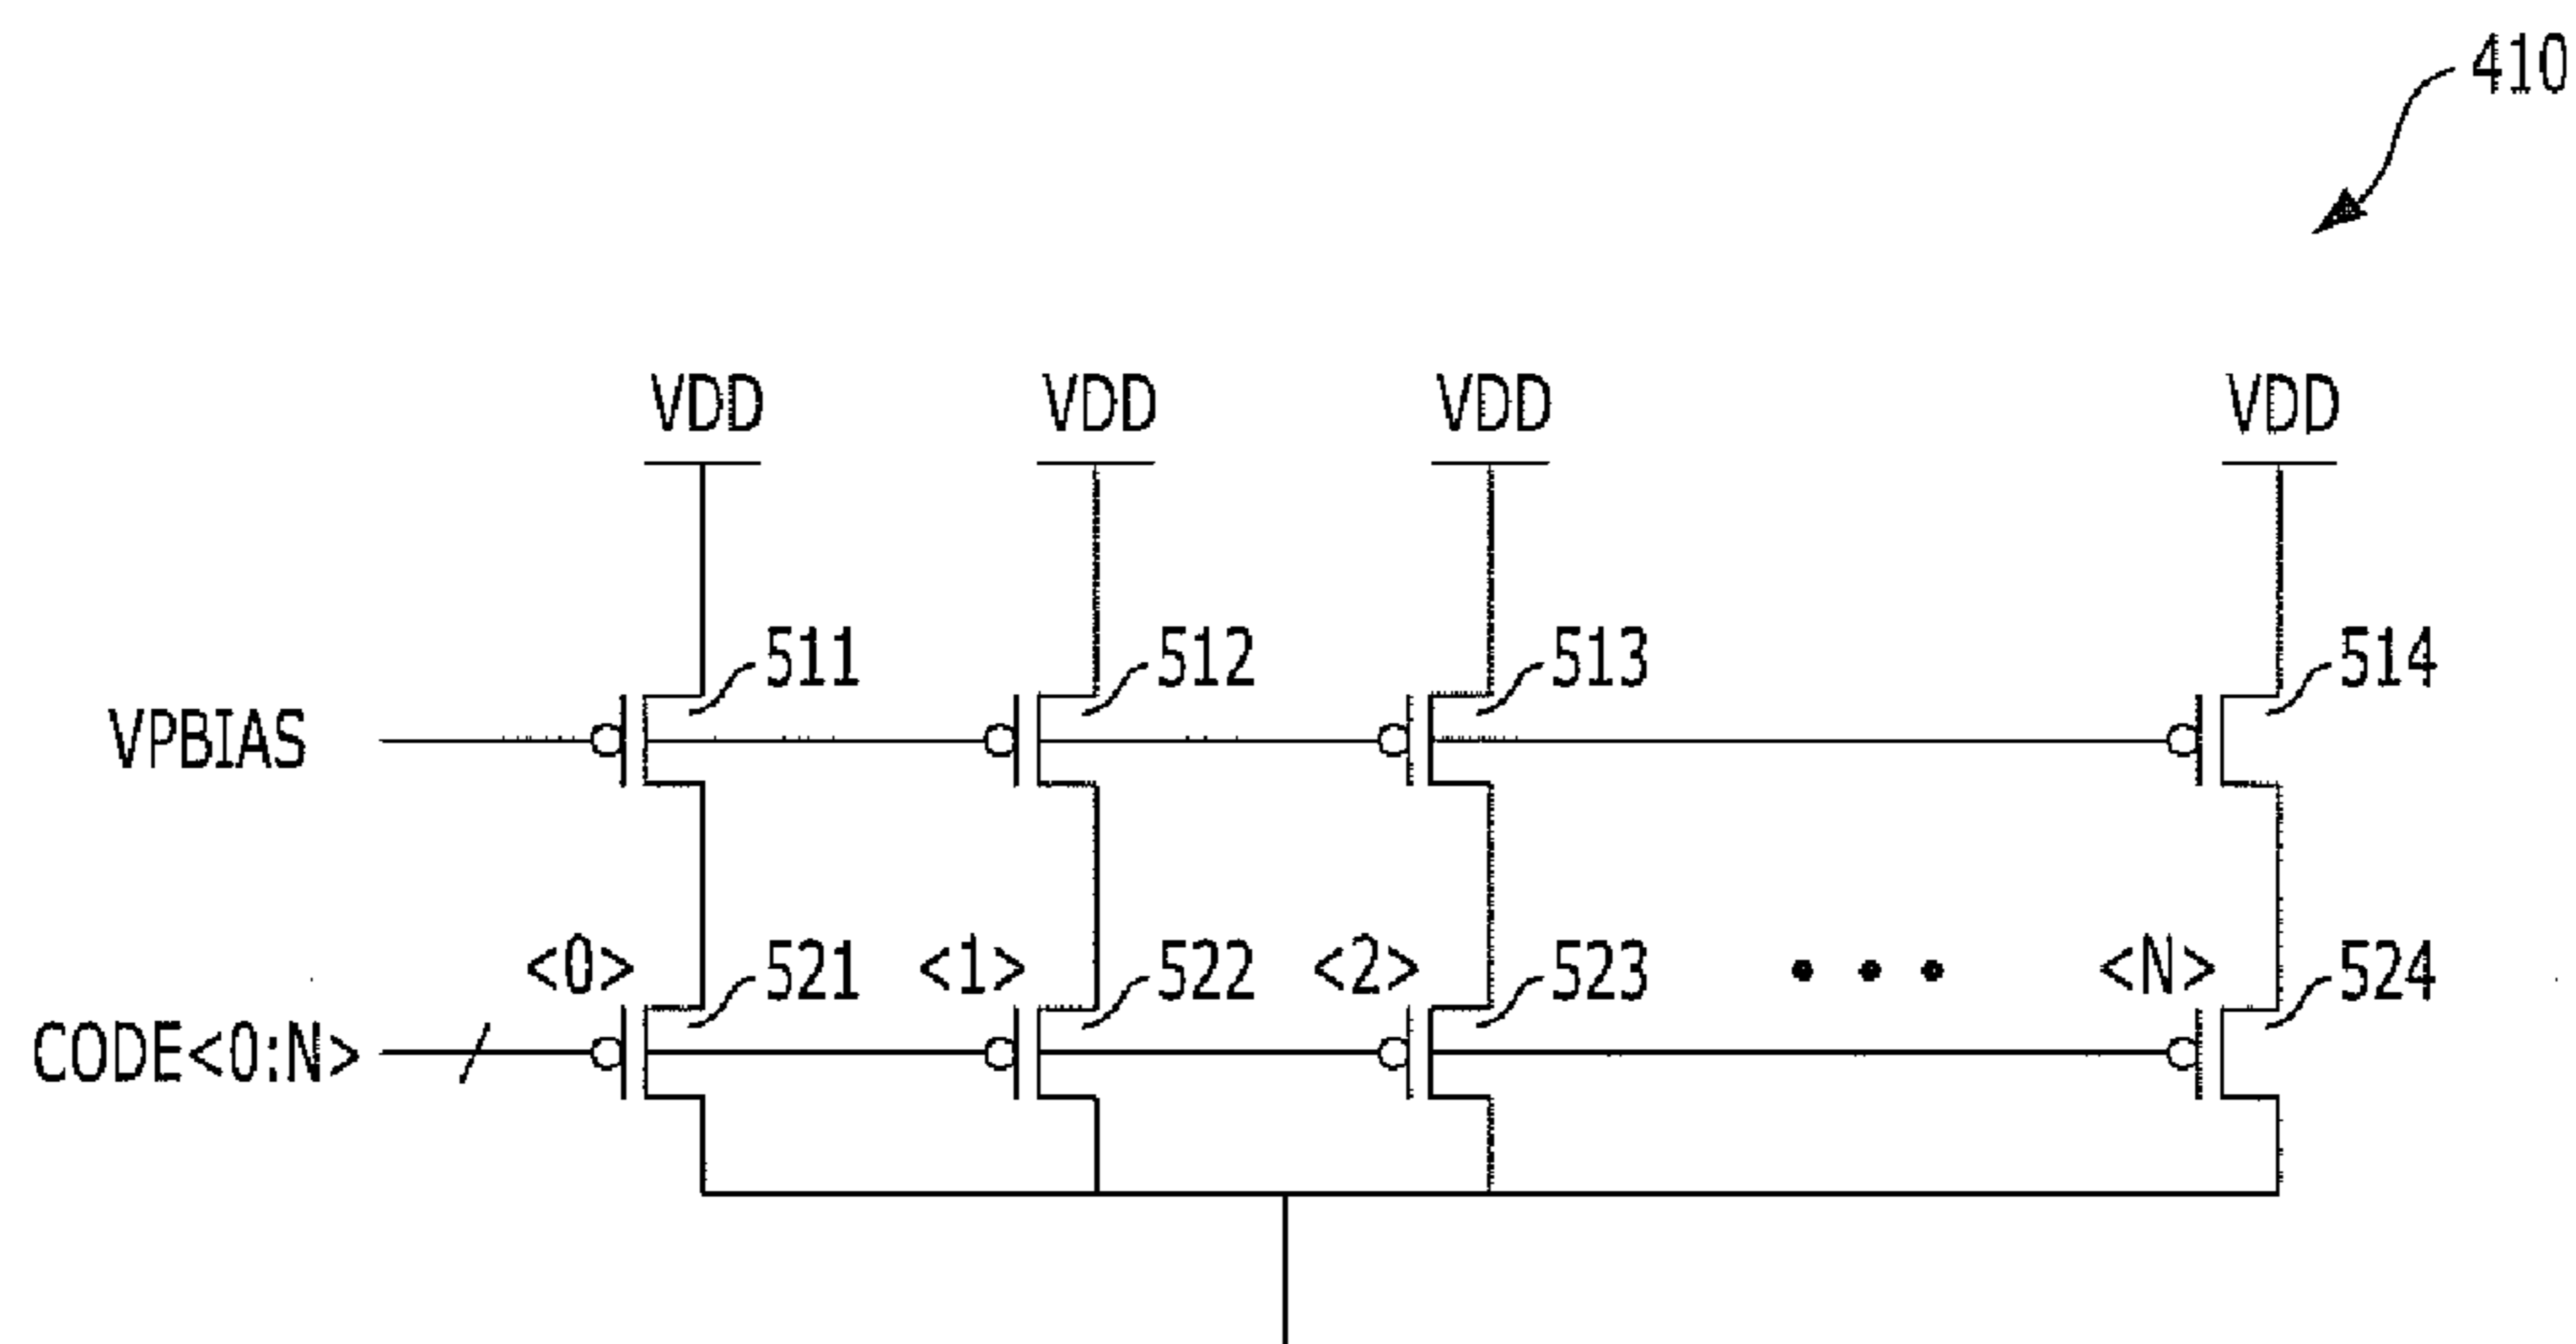 410
VDD VDD VDD VDD
511 512 513 514
VPBIAS
<0> 521 <1> 522 <2> 523 • • • <N> 524
CODE<0:N>